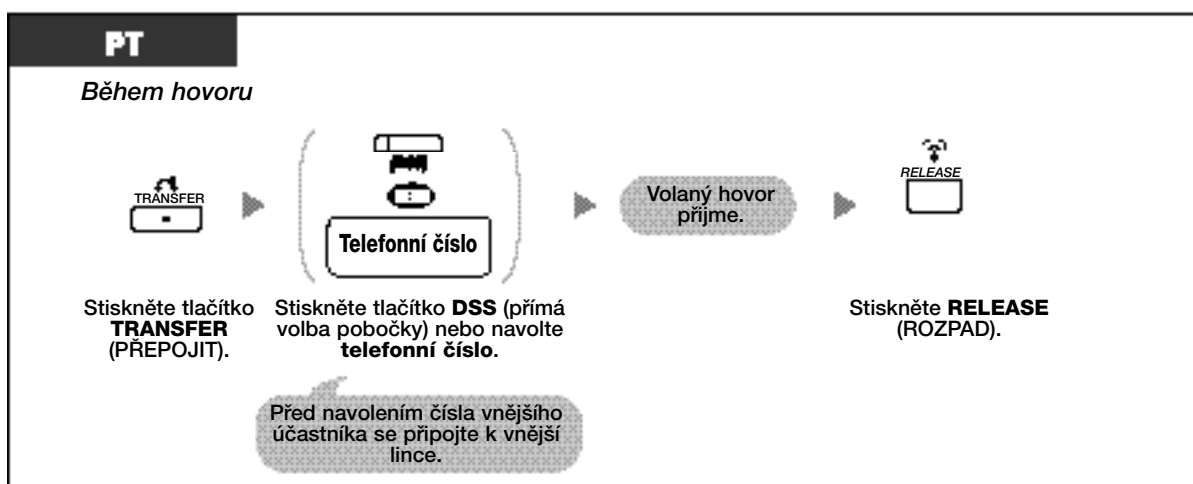 PT
Během hovoru
TRANSFER
Telefonní číslo
Volaný hovor
přijme.
RELEASE
Stiskněte tlačítko
TRANSFER
(PŘEPOJIT).
Stiskněte tlačítko DSS (přímá
volba pobočky) nebo navolte
telefonní číslo.
Stiskněte RELEASE
(ROZPAD).
Před navolením čísla vnějšího
účastníka se připojte k vnější
lince.